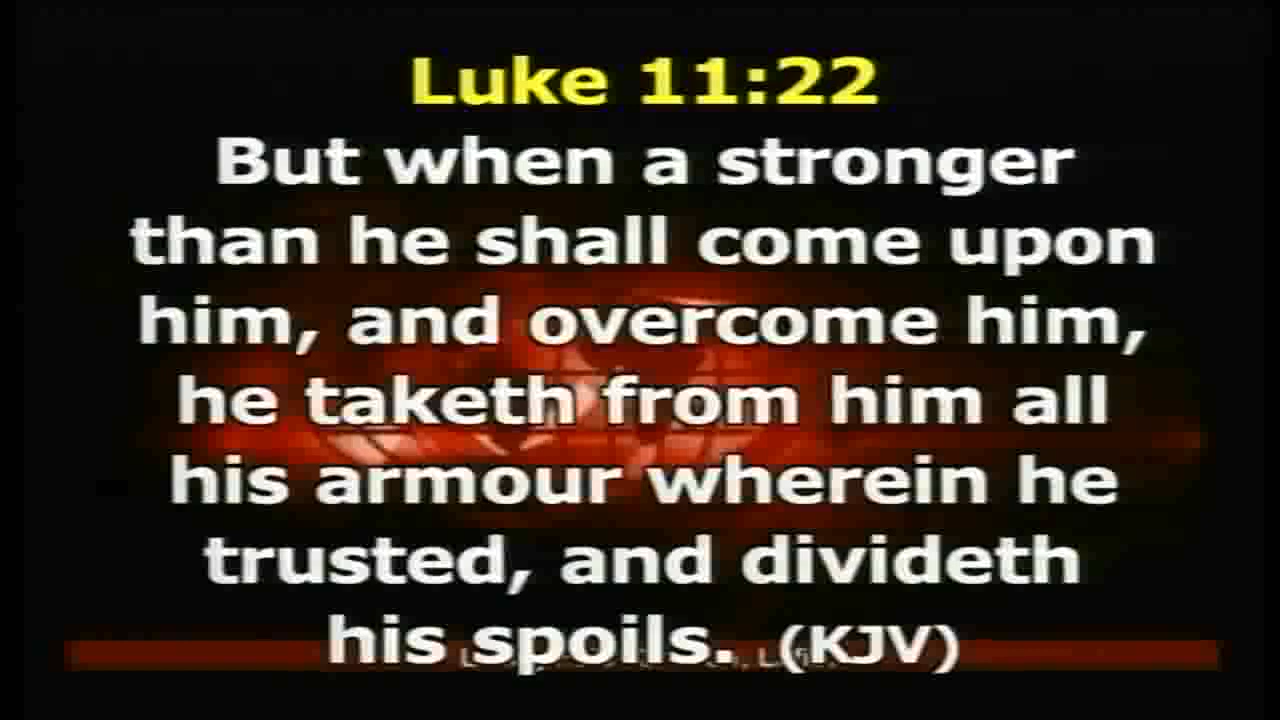 Luke 11:22
But when a stronger
than he shall come upon
him, and overcome him,
he taketh from him all
his armour wherein he
trusted, and divideth
his spoils. (KJV)